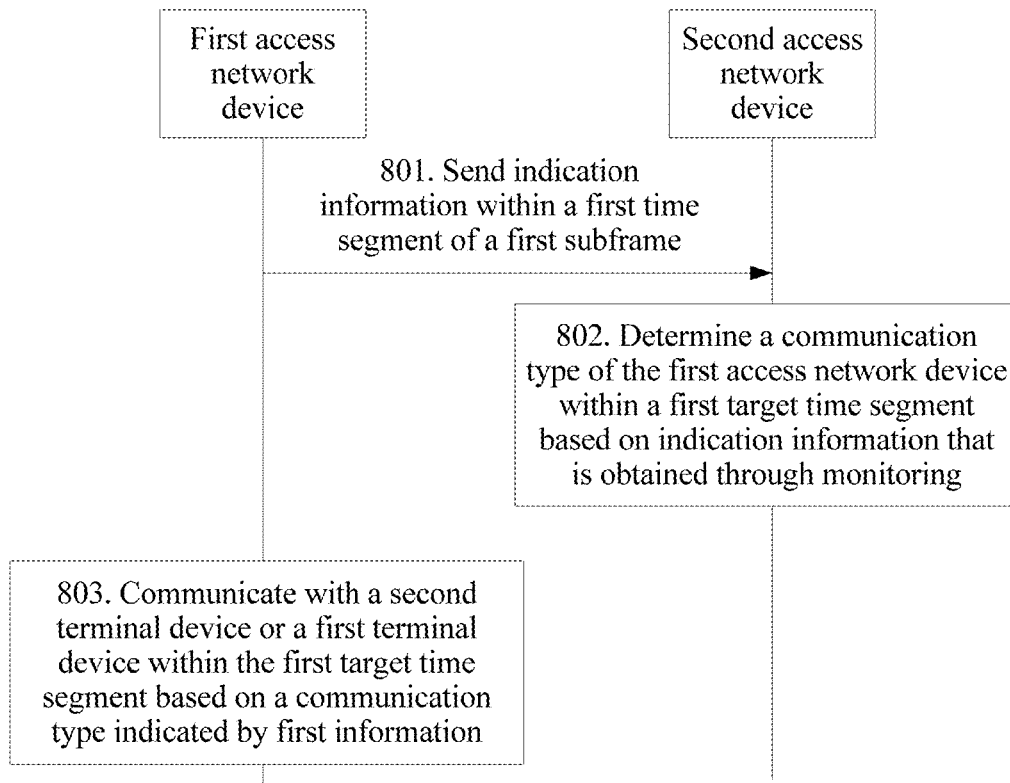 First access
network
device
Second access
network
device
801. Send indication
information within a first time
segment of a first subframe
802. Determine a communication
type of the first access network device
within a first target time segment
based on indication information that
is obtained through monitoring
803. Communicate with a second
terminal device or a first terminal
device within the first target time
segment based on a communication
type indicated by first information